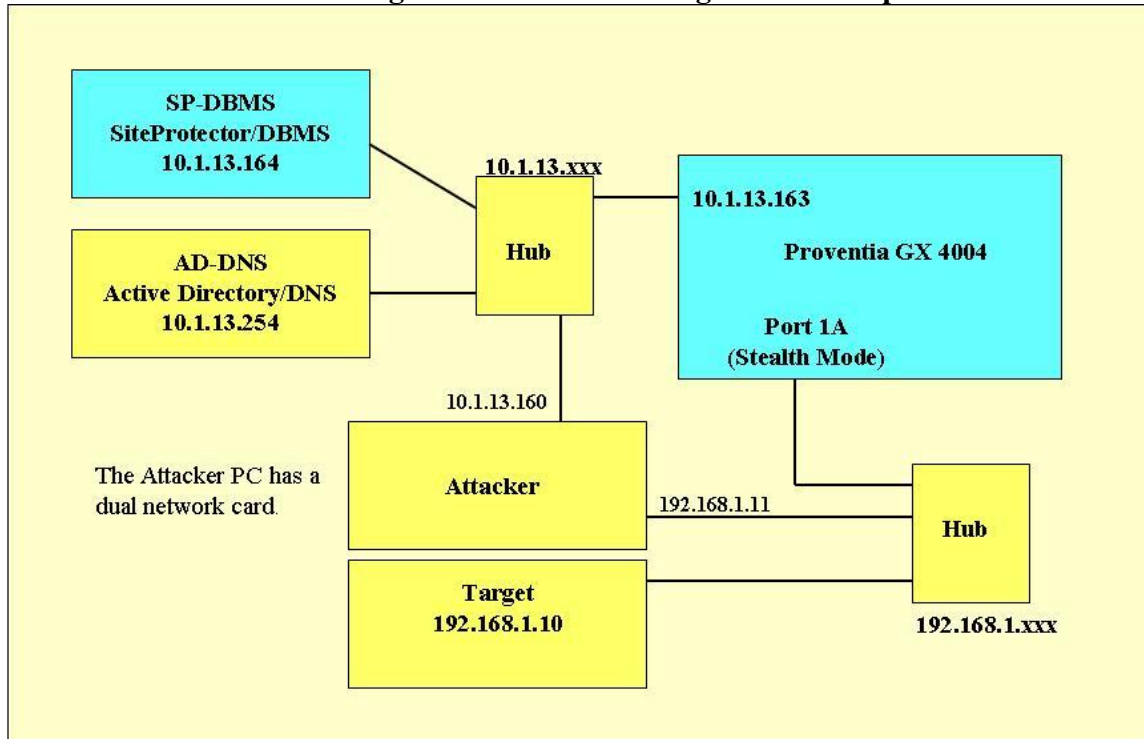 SP-DBMS
SiteProtector/DBMS
10.1.13.164
AD-DNS
Active Directory/DNS
10.1.13.254
10.1.13.xxx
Hub
10.1.13.163
Proventia GX 4004
Port 1A
(Stealth Mode)
10.1.13.160
The Attacker PC has a
dual network card.
Attacker
192.168.1.11
Hub
192.168.1.xxx
Target
192.168.1.10